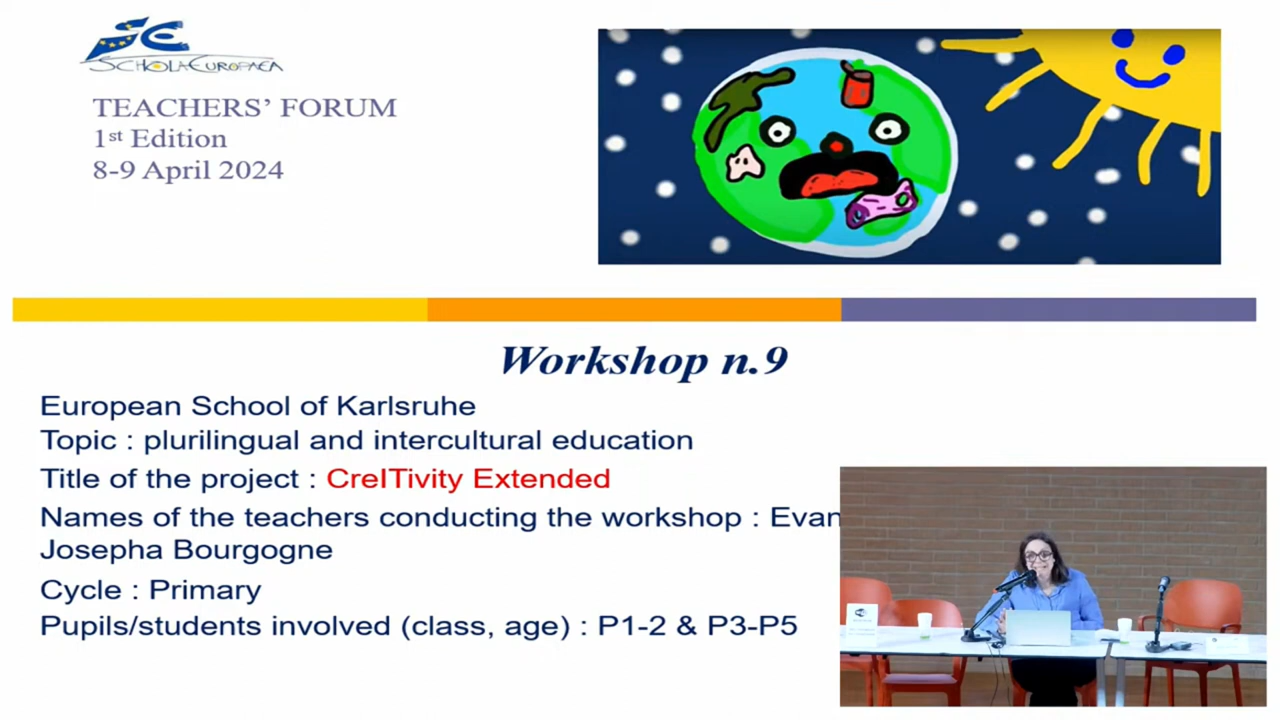 SCHOLA EUROPAEA
TEACHERS' FORUM
1st Edition
8-9 April 2024
Workshop n.9
European School of Karlsruhe
Topic : plurilingual and intercultural education
Title of the project : CreITivity Extended
Names of the teachers conducting the workshop : Evan
Josepha Bourgogne
Cycle : Primary
Pupils/students involved (class, age) : P1-2 & P3-P5